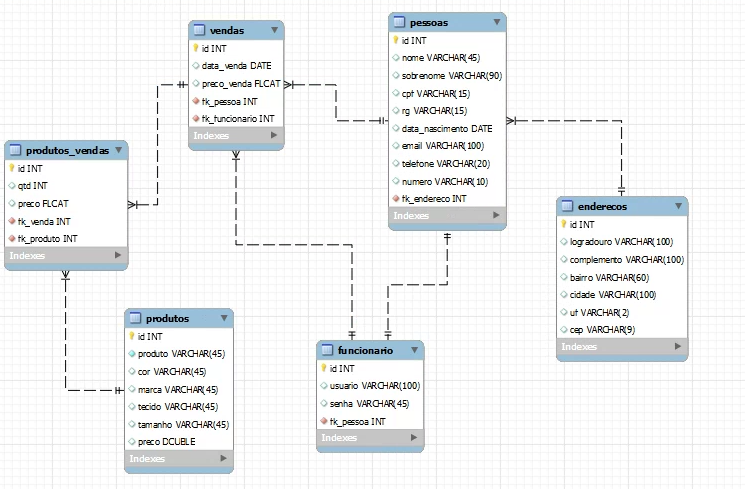 vendas
id INT
data_venda DATE
preco_venda FLCAT
fk_pessoa INT
fk_funcionario INT
Indexes
pessoas
id INT
nome VARCHAR(45)
sobrenome VARCHAR(90)
cpf VARCHAR(15)
rg VARCHAR(15)
data_nascimento DATE
email VARCHAR(100)
telefone VARCHAR(20)
numero VARCHAR(10)
fk_endereco INT
Indexes
produtos_vendas
id INT
qtd INT
preco FLCAT
fk_venda INT
fk_produto INT
Indexes
enderecos
id INT
logradouro VARCHAR(100)
complemento VARCHAR(100)
bairro VARCHAR(60)
cidade VARCHAR(100)
uf VARCHAR(2)
cep VARCHAR(9)
Indexes
produtos
id INT
produto VARCHAR(45)
cor VARCHAR(45)
marca VARCHAR(45)
tecido VARCHAR(45)
tamanho VARCHAR(45)
preco DCUBLE
Indexes
funcionario
id INT
usuario VARCHAR(100)
senha VARCHAR(45)
fk_pessoa INT
Indexes